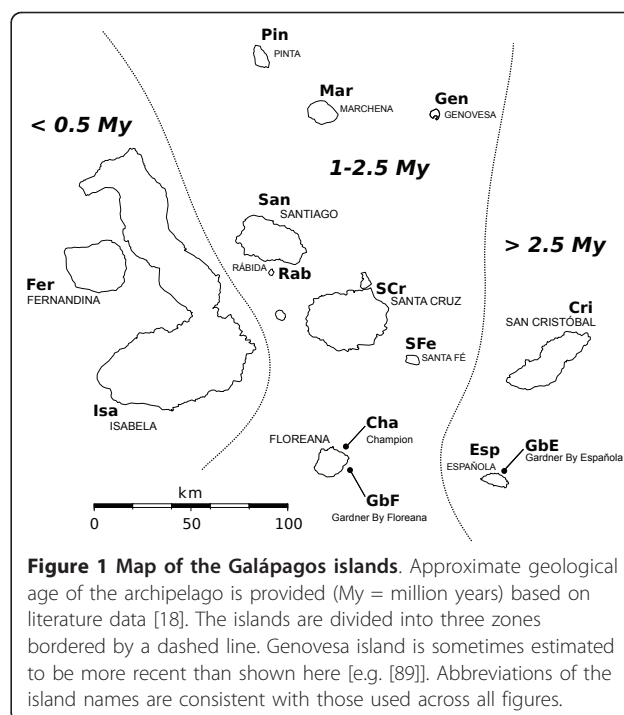 Pin
PINTA
Mar
MARCHENA
Gen
GENOVESA
< 0.5 My
1-2.5 My
San
SANTIAGO
> 2.5 My
RÁBIDA
Rab
Fer
FERNANDINA
SCr
SANTA CRUZ
Cri
SAN CRISTÓBAL
SFe
SANTA FÉ
Isa
ISABELA
Cha
Champion
FLOREANA
Esp
ESPAÑOLA
GbE
Gardner By Española
km
0 50 100
GbF
Gardner By Floreana
Figure 1 Map of the Galápagos islands. Approximate geological
age of the archipelago is provided (My = million years) based on
literature data [18]. The islands are divided into three zones
bordered by a dashed line. Genovesa island is sometimes estimated
to be more recent than shown here [e.g. [89]]. Abbreviations of the
island names are consistent with those used across all figures.